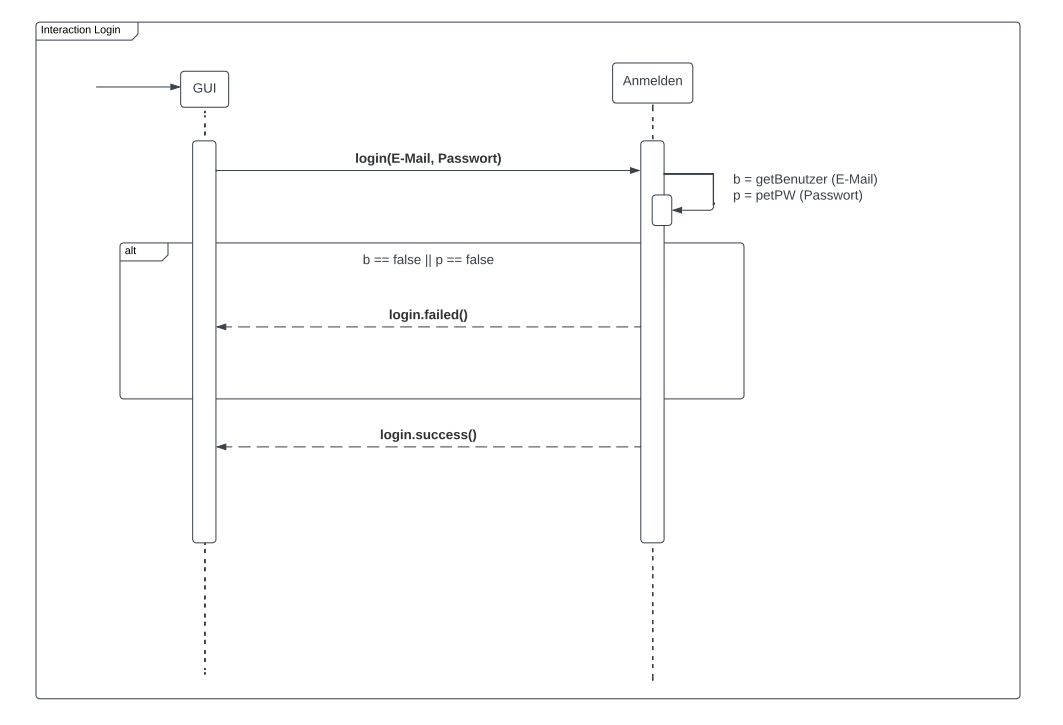 Interaction Login
GUI
Anmelden
login(E-Mail, Passwort)
b = getBenutzer (E-Mail)
p = petPW (Passwort)
alt
b == false || p == false
login.failed()
login.success()